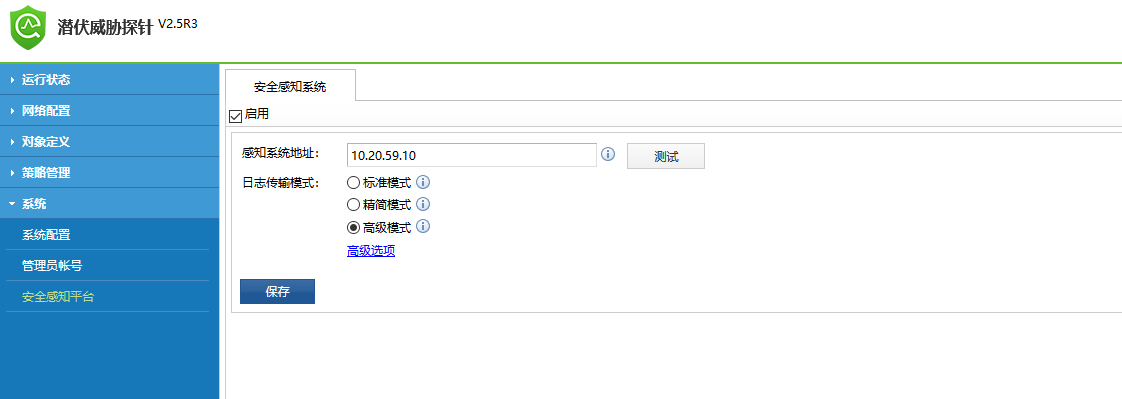 潜伏威胁探针 V2.5R3
运行状态
网络配置
对象定义
策略管理
系统
系统配置
管理员帐号
安全感知平台
安全感知系统
启用
感知系统地址： 10.20.59.10 测试
日志传输模式： 标准模式
精简模式
高级模式
高级选项
保存